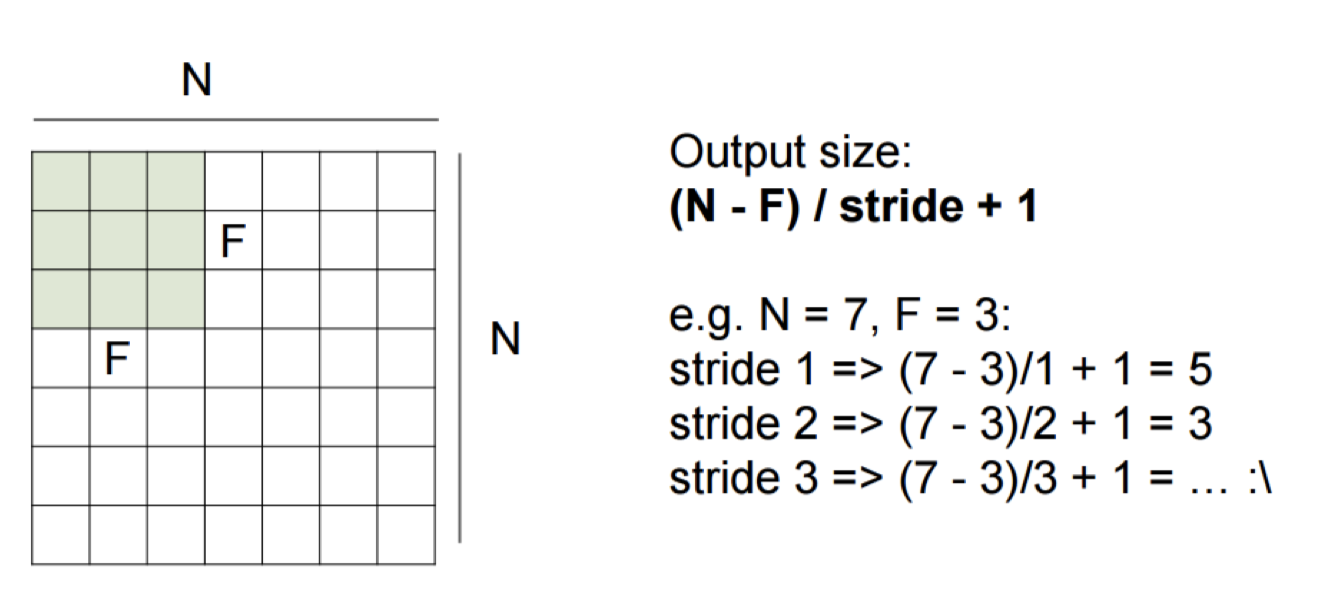 N
F
F
N
Output size:
(N - F) / stride + 1
e.g. N = 7, F = 3:
stride 1 => (7 - 3)/1 + 1 = 5
stride 2 => (7 - 3)/2 + 1 = 3
stride 3 => (7 - 3)/3 + 1 = ... :\